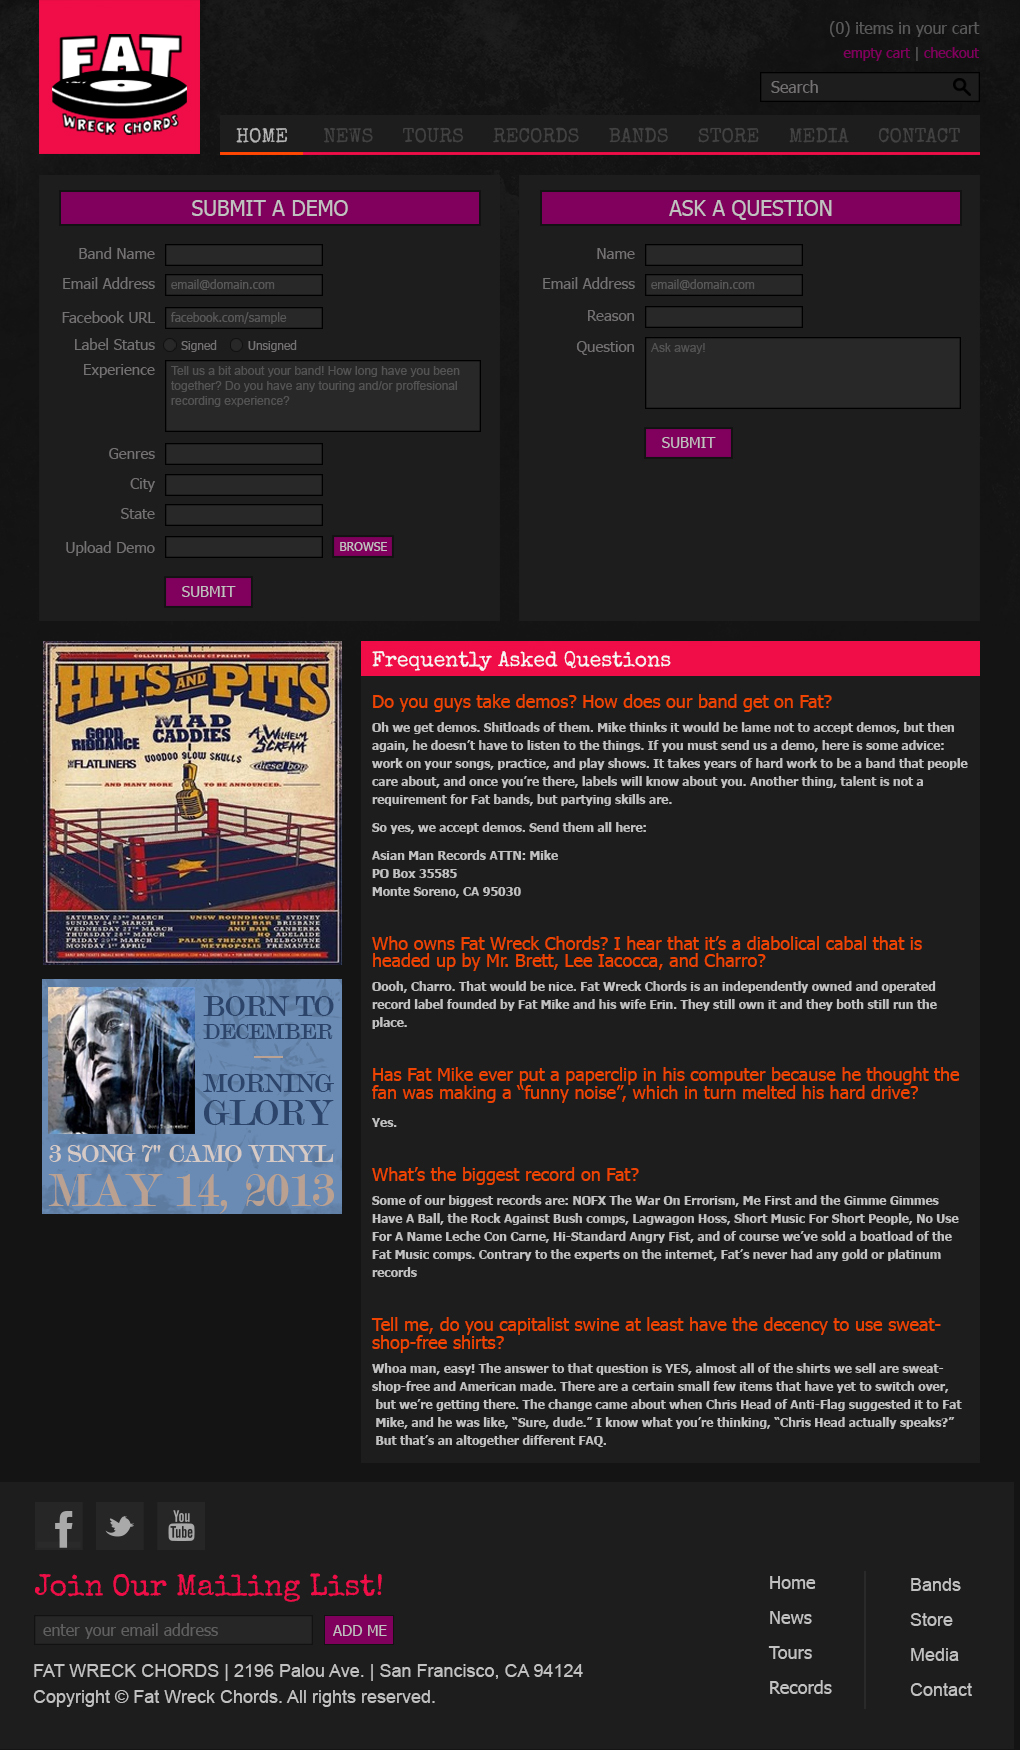 FAT
WRECK CHORDS
(0) items in your cart
empty cart | checkout
Search
HOME NEWS TOURS RECORDS BANDS STORE MEDIA CONTACT
SUBMIT A DEMO
Band Name
Email Address email@domain.com
Facebook URL facebook.com/sample
Label Status Signed Unsigned
Experience Tell us a bit about your band! How long have you been
together? Do you have any touring and/or proffesional
recording experience?
Genres
City
State
Upload Demo BROWSE
SUBMIT
ASK A QUESTION
Name
Email Address email@domain.com
Reason
Question Ask away!
SUBMIT
COLLATERAL MANAGE ET PRESENTS
HITS AND PITS
GOOD RIDDANCE
MAD CADDIES
A WILHELM SCREAM
THE FLATLINERS
VOODOO GLOW SKULLS
diesel boy
AND MANY MORE TO BE ANNOUNCED.
SATURDAY 23RD MARCH UNSW ROUNDHOUSE SYDNEY
SUNDAY 24TH MARCH HIFI BAR BRISBANE
WEDNESDAY 27TH MARCH ANU BAR CANBERRA
THURSDAY 28TH MARCH HQ ADELAIDE
FRIDAY 29TH MARCH PALACE THEATRE MELBOURNE
MONDAY 1ST APRIL METROPOLIS FREMANTLE
BORN TO
DECEMBER
MORNING
GLORY
3 SONG 7" CAMO VINYL
MAY 14, 2013
Frequently Asked Questions
Do you guys take demos? How does our band get on Fat?
Oh we get demos. Shitloads of them. Mike thinks it would be lame not to accept demos, but then
again, he doesn’t have to listen to the things. If you must send us a demo, here is some advice:
work on your songs, practice, and play shows. It takes years of hard work to be a band that people
care about, and once you’re there, labels will know about you. Another thing, talent is not a
requirement for Fat bands, but partying skills are.
So yes, we accept demos. Send them all here:
Asian Man Records ATTN: Mike
PO Box 35585
Monte Soreno, CA 95030
Who owns Fat Wreck Chords? I hear that it’s a diabolical cabal that is
headed up by Mr. Brett, Lee Iacocca, and Charro?
Oooh, Charro. That would be nice. Fat Wreck Chords is an independently owned and operated
record label founded by Fat Mike and his wife Erin. They still own it and they both still run the
place.
Has Fat Mike ever put a paperclip in his computer because he thought the
fan was making a “funny noise”, which in turn melted his hard drive?
Yes.
What’s the biggest record on Fat?
Some of our biggest records are: NOFX The War On Errorism, Me First and the Gimme Gimmes
Have A Ball, the Rock Against Bush comps, Lagwagon Hoss, Short Music For Short People, No Use
For A Name Leche Con Carne, Hi-Standard Angry Fist, and of course we’ve sold a boatload of the
Fat Music comps. Contrary to the experts on the internet, Fat’s never had any gold or platinum
records
Tell me, do you capitalist swine at least have the decency to use sweat-
shop-free shirts?
Whoa man, easy! The answer to that question is YES, almost all of the shirts we sell are sweat-
shop-free and American made. There are a certain small few items that have yet to switch over,
but we’re getting there. The change came about when Chris Head of Anti-Flag suggested it to Fat
Mike, and he was like, “Sure, dude.” I know what you’re thinking, “Chris Head actually speaks?”
But that’s an altogether different FAQ.
You Tube
Join Our Mailing List!
enter your email address ADD ME
FAT WRECK CHORDS | 2196 Palou Ave. | San Francisco, CA 94124
Copyright © Fat Wreck Chords. All rights reserved.
Home
News
Tours
Records
Bands
Store
Media
Contact